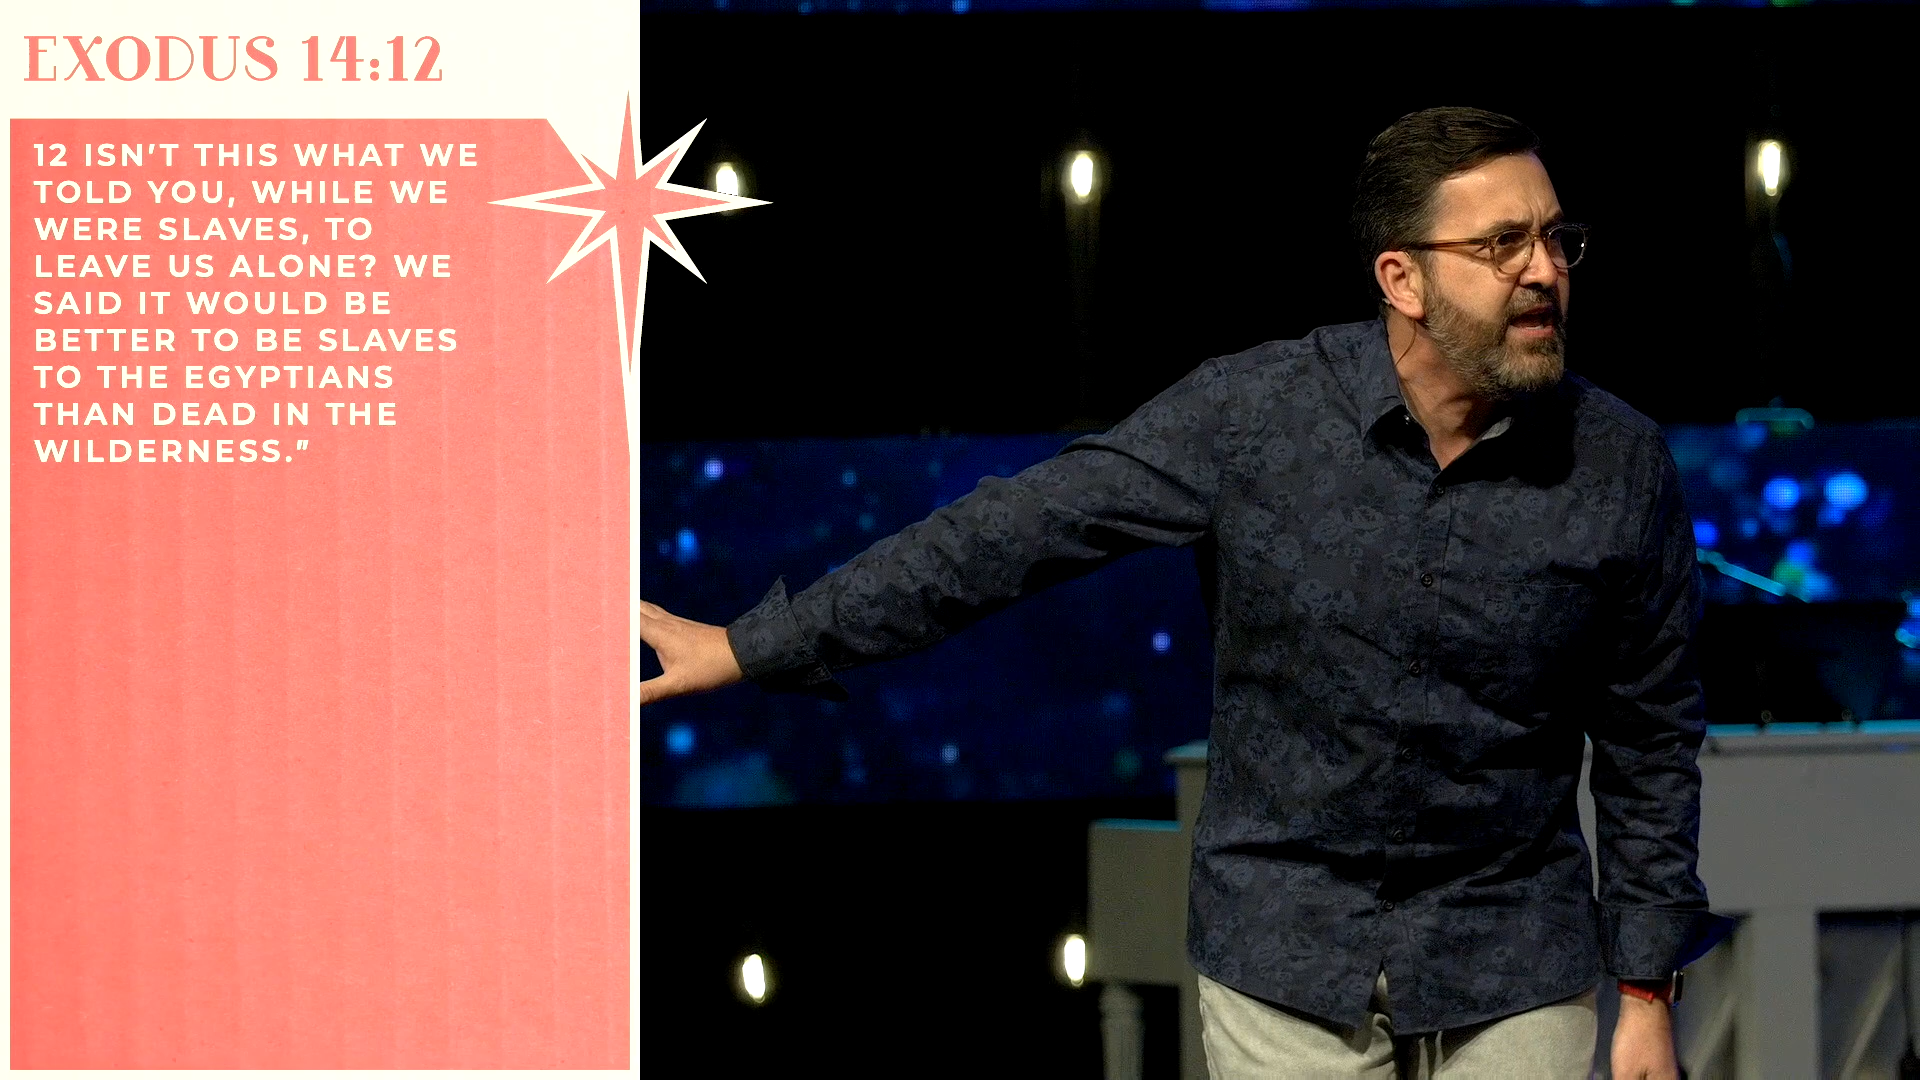 EXODUS 14:12
12 ISN'T THIS WHAT WE
TOLD YOU, WHILE WE
WERE SLAVES, TO
LEAVE US ALONE? WE
SAID IT WOULD BE
BETTER TO BE SLAVES
TO THE EGYPTIANS
THAN DEAD IN THE
WILDERNESS."